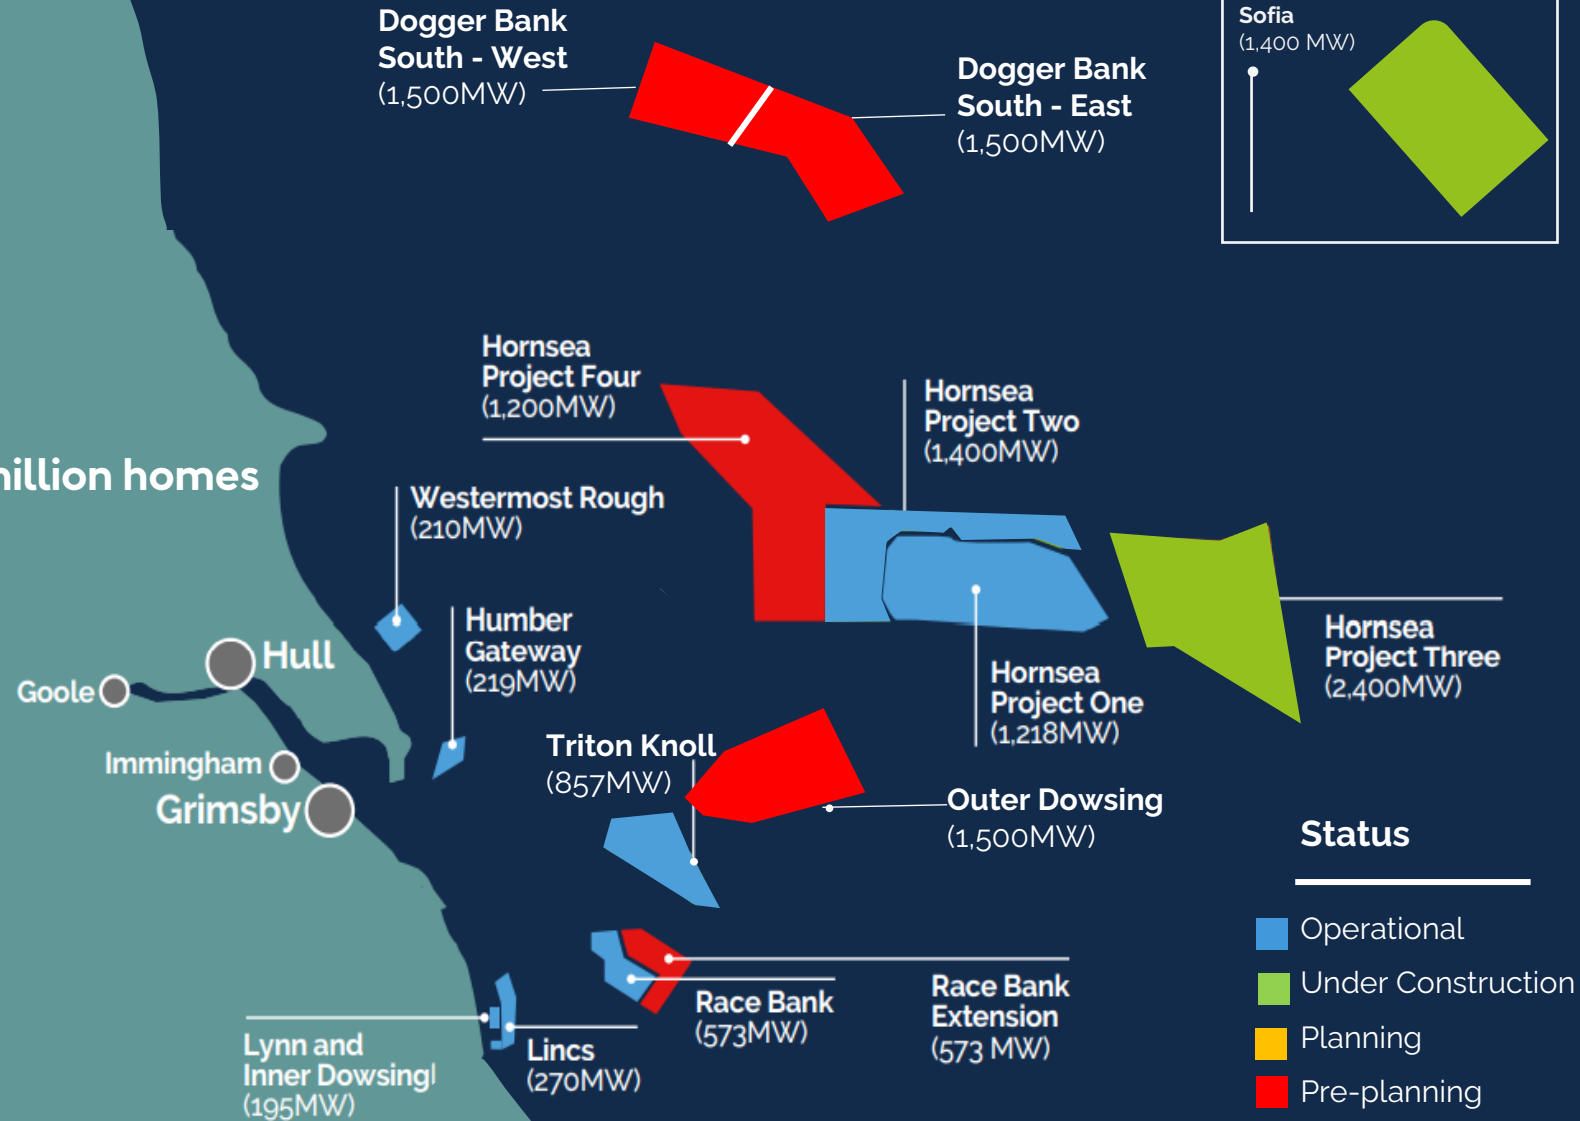 Dogger Bank
South - West
(1,500MW)
Dogger Bank
South - East
(1,500MW)
Sofia
(1,400 MW)
Hornsea
Project Four
(1,200MW)
Hornsea
Project Two
(1,400MW)
million homes
Westermost Rough
(210MW)
Humber
Gateway
(219MW)
Hornsea
Project Three
(2,400MW)
Hornsea
Project One
(1,218MW)
Hull
Goole
Immingham
Grimsby
Triton Knoll
(857MW)
Outer Dowsing
(1,500MW)
Race Bank
(573MW)
Race Bank
Extension
(573 MW)
Lynn and
Inner Dowsing
(195MW)
Lincs
(270MW)
Status
Operational
Under Construction
Planning
Pre-planning